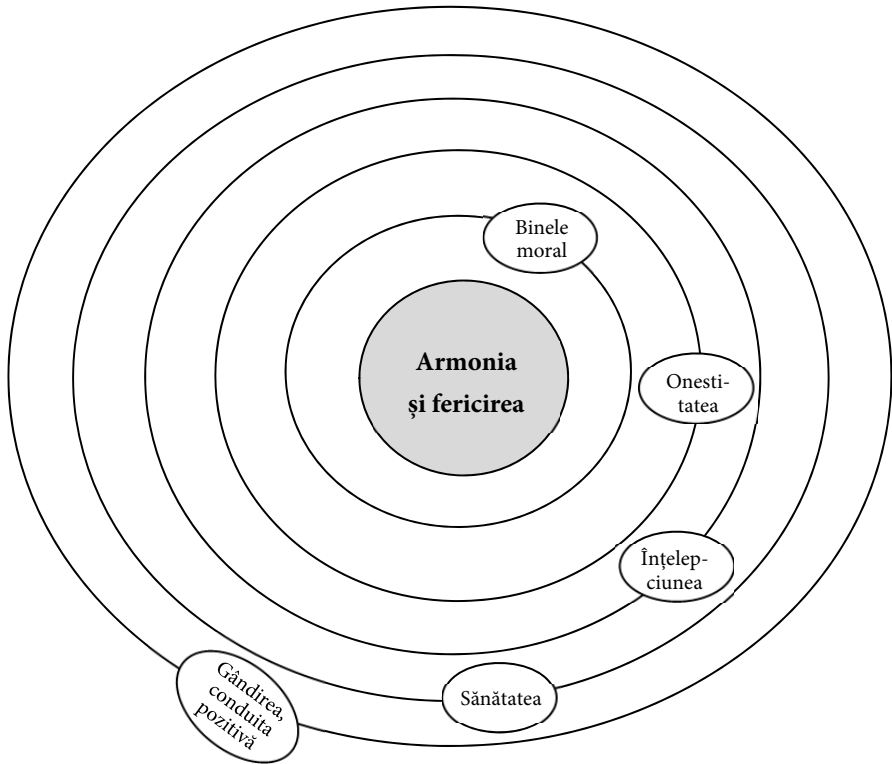 Binele
moral
Armonia
și fericirea
Onesti-
tatea
Înțelep-
ciunea
Sănătatea
Gândirea,
conduita
pozitivă